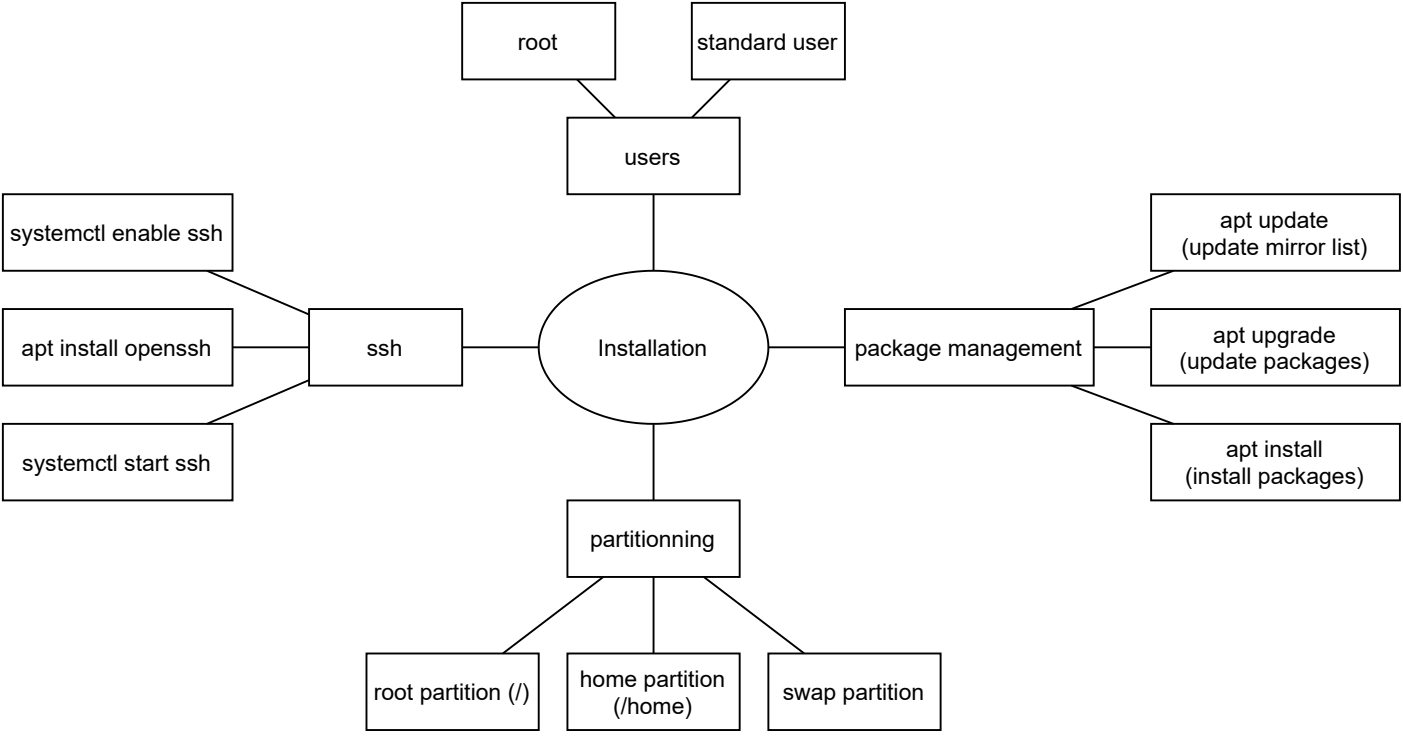 root
standard user
users
systemctl enable ssh
apt update
(update mirror list)
apt install openssh
ssh
Installation
package management
apt upgrade
(update packages)
systemctl start ssh
apt install
(install packages)
partitionning
root partition (/)
home partition
(/home)
swap partition